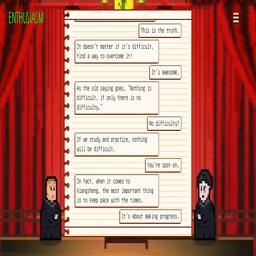 ENTHUSIASM
This is the truth.
It doesn't matter if it's difficult,
find a way to overcome it!
It's awesome.
As the old saying goes, "Nothing is
difficult, if only there is no
difficulty."
No difficulty?
If we study and practice, nothing
will be difficult.
You're spot-on.
In fact, when it comes to
Xiangsheng, the most important thing
is to keep pace with the times.
It's about making progress.